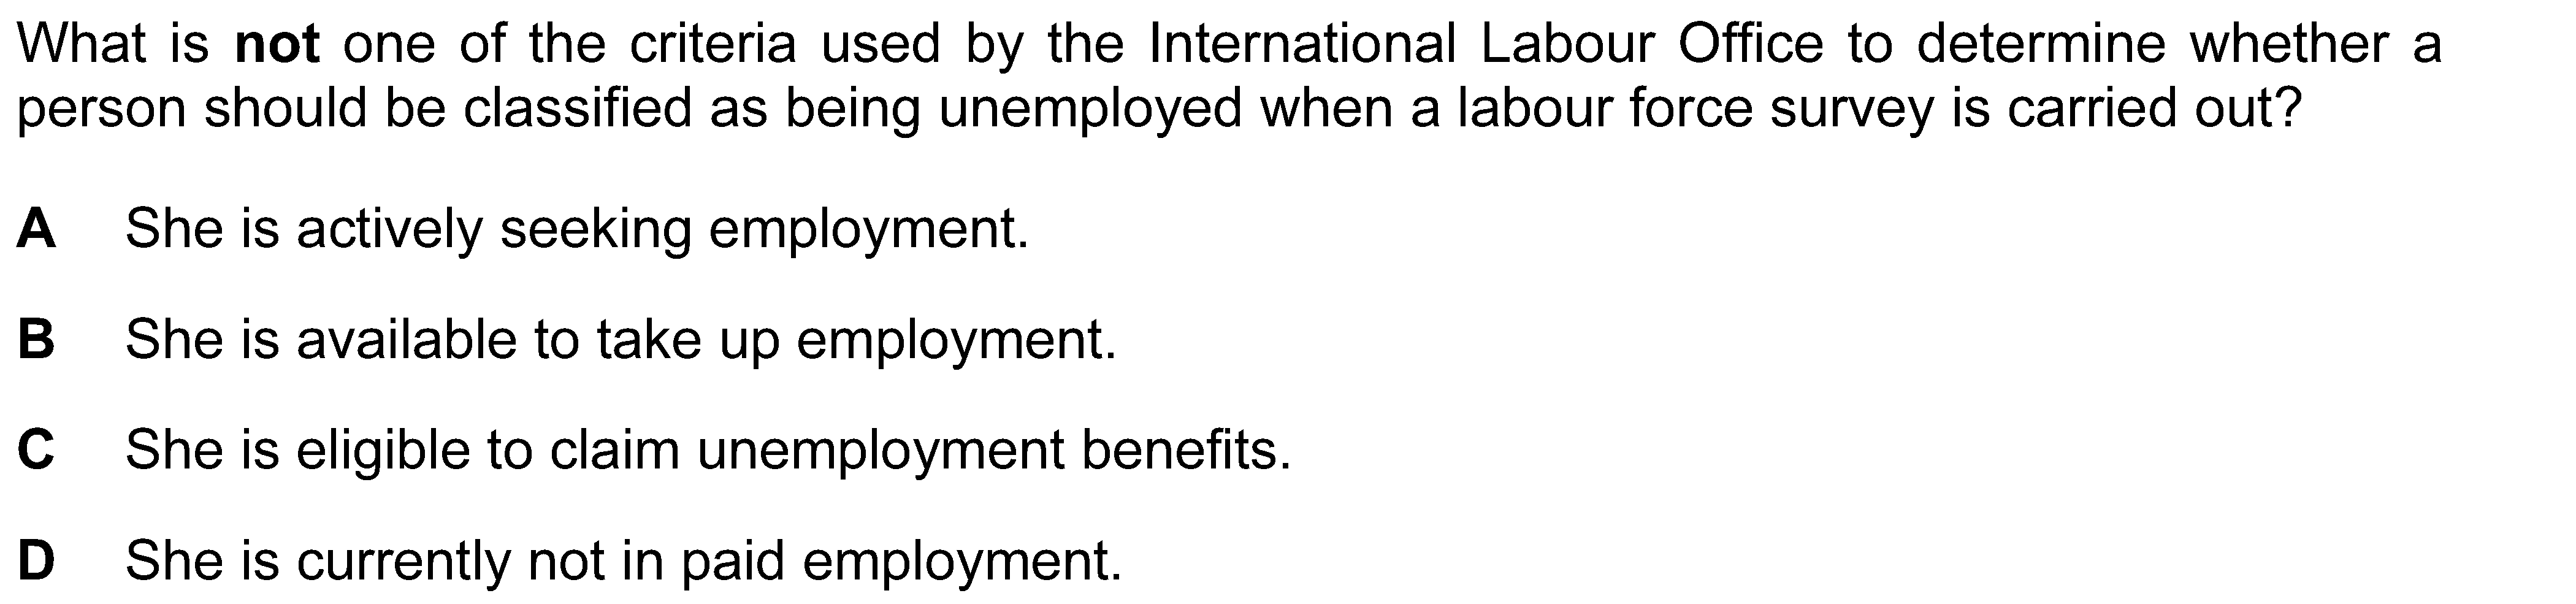 What is not one of the criteria used by the International Labour Office to determine whether a
person should be classified as being unemployed when a labour force survey is carried out?
A She is actively seeking employment.
B She is available to take up employment.
C She is eligible to claim unemployment benefits.
D She is currently not in paid employment.